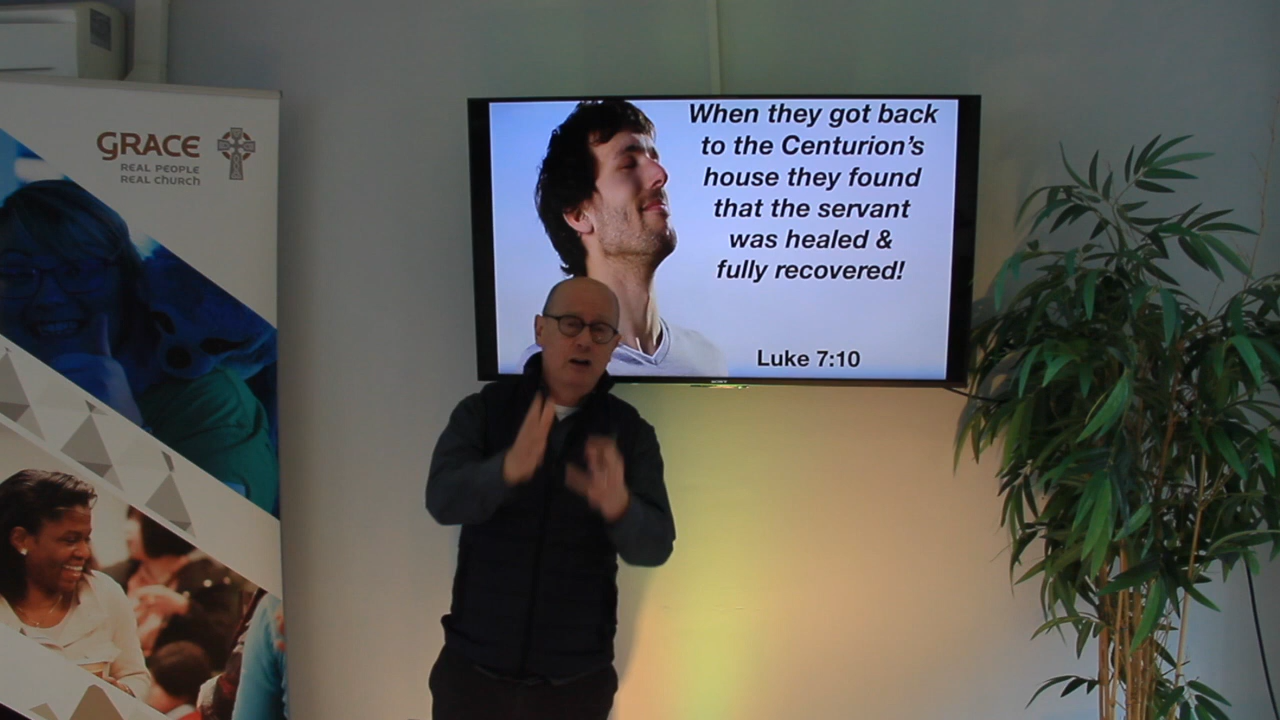 GRACE
REAL PEOPLE
REAL CHURCH
When they got back
to the Centurion's
house they found
that the servant
was healed &
fully recovered!
Luke 7:10
SONY